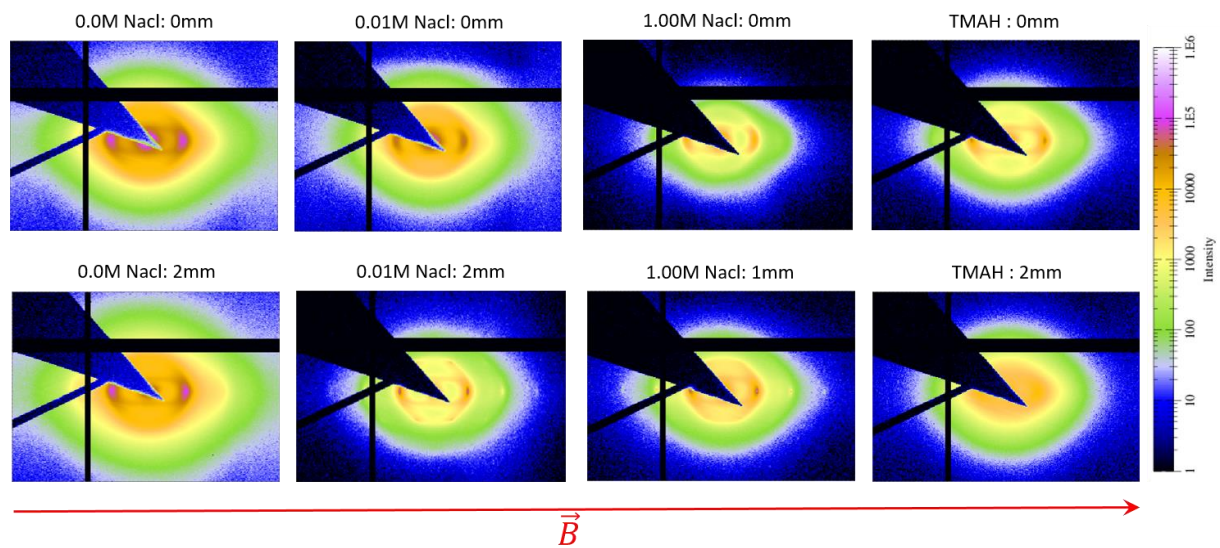 0.0M Nacl: 0mm
0.01M Nacl: 0mm
1.00M Nacl: 0mm
TMAH : 0mm
0.0M Nacl: 2mm
0.01M Nacl: 2mm
1.00M Nacl: 1mm
TMAH : 2mm
1.E6
1.E5
10000
1000
100
10
1
Intensity
B